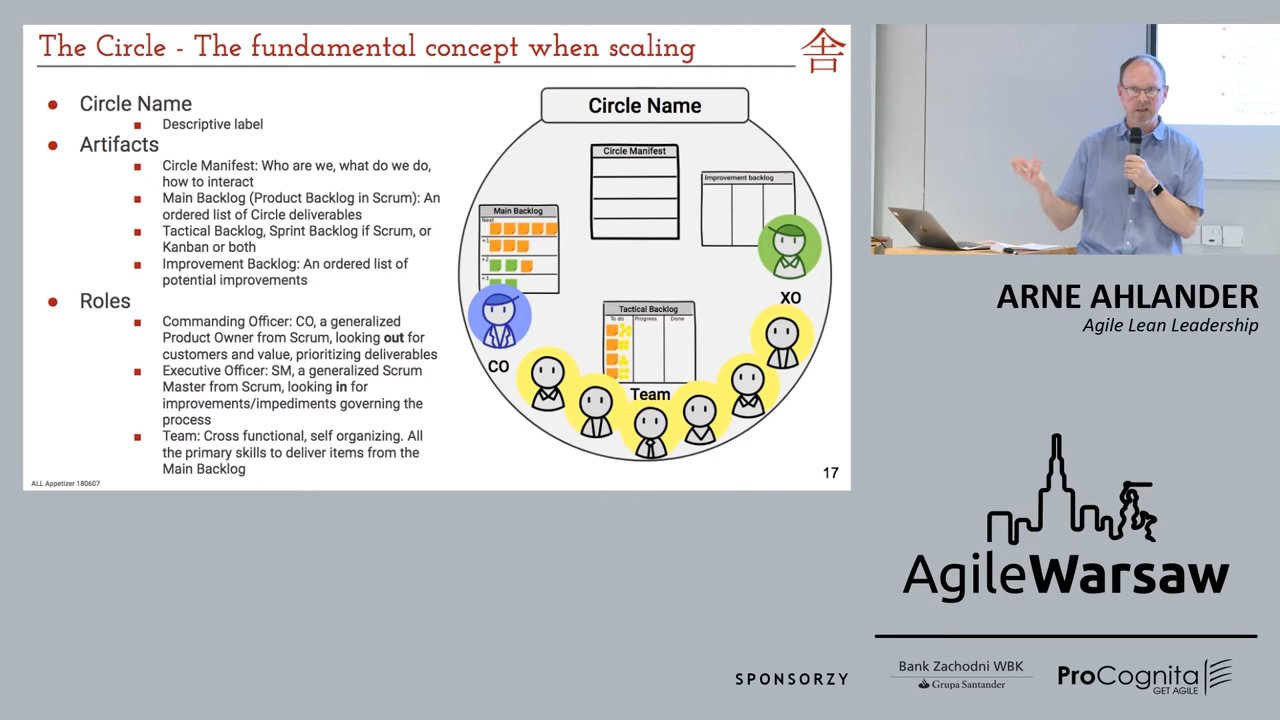 The Circle - The fundamental concept when scaling
舍
Circle Name
Descriptive label
Artifacts
Circle Manifest: Who are we, what do we do,
how to interact
Main Backlog (Product Backlog in Scrum): An
ordered list of Circle deliverables
Tactical Backlog, Sprint Backlog if Scrum, or
Kanban or both
Improvement Backlog: An ordered list of
potential improvements
Roles
Commanding Officer: CO, a generalized
Product Owner from Scrum, looking out for
customers and value, prioritizing deliverables
Executive Officer: SM, a generalized Scrum
Master from Scrum, looking in for
improvements/impediments governing the
process
Team: Cross functional, self organizing. All
the primary skills to deliver items from the
Main Backlog
ALL Appetizer 180607
Circle Name
Circle Manifest
Improvement backlog
Main Backlog
Next
+1
+2
+3
XO
Tactical Backlog
To do Progress Done
CO
Team
17
ARNE AHLANDER
Agile Lean Leadership
AgileWarsaw
SPONSORZY
Bank Zachodni WBK
Grupa Santander
ProCognita
GET AGILE